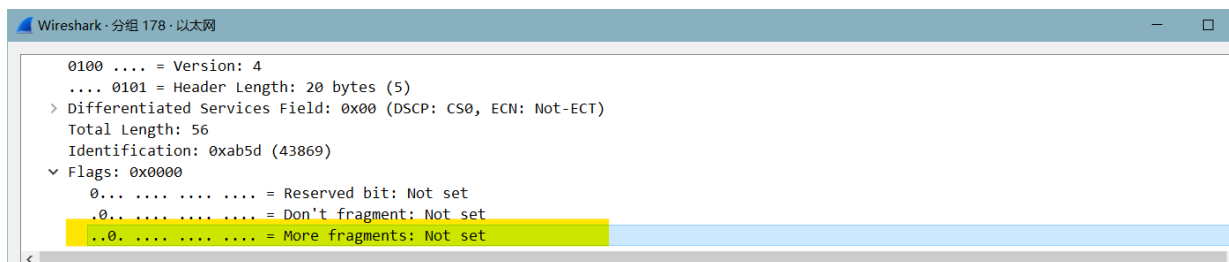 Wireshark · 分组 178 · 以太网
0100 .... = Version: 4
.... 0101 = Header Length: 20 bytes (5)
Differentiated Services Field: 0x00 (DSCP: CS0, ECN: Not-ECT)
Total Length: 56
Identification: 0xab5d (43869)
Flags: 0x0000
0... .... .... .... = Reserved bit: Not set
.0.. .... .... .... = Don't fragment: Not set
..0. .... .... .... = More fragments: Not set